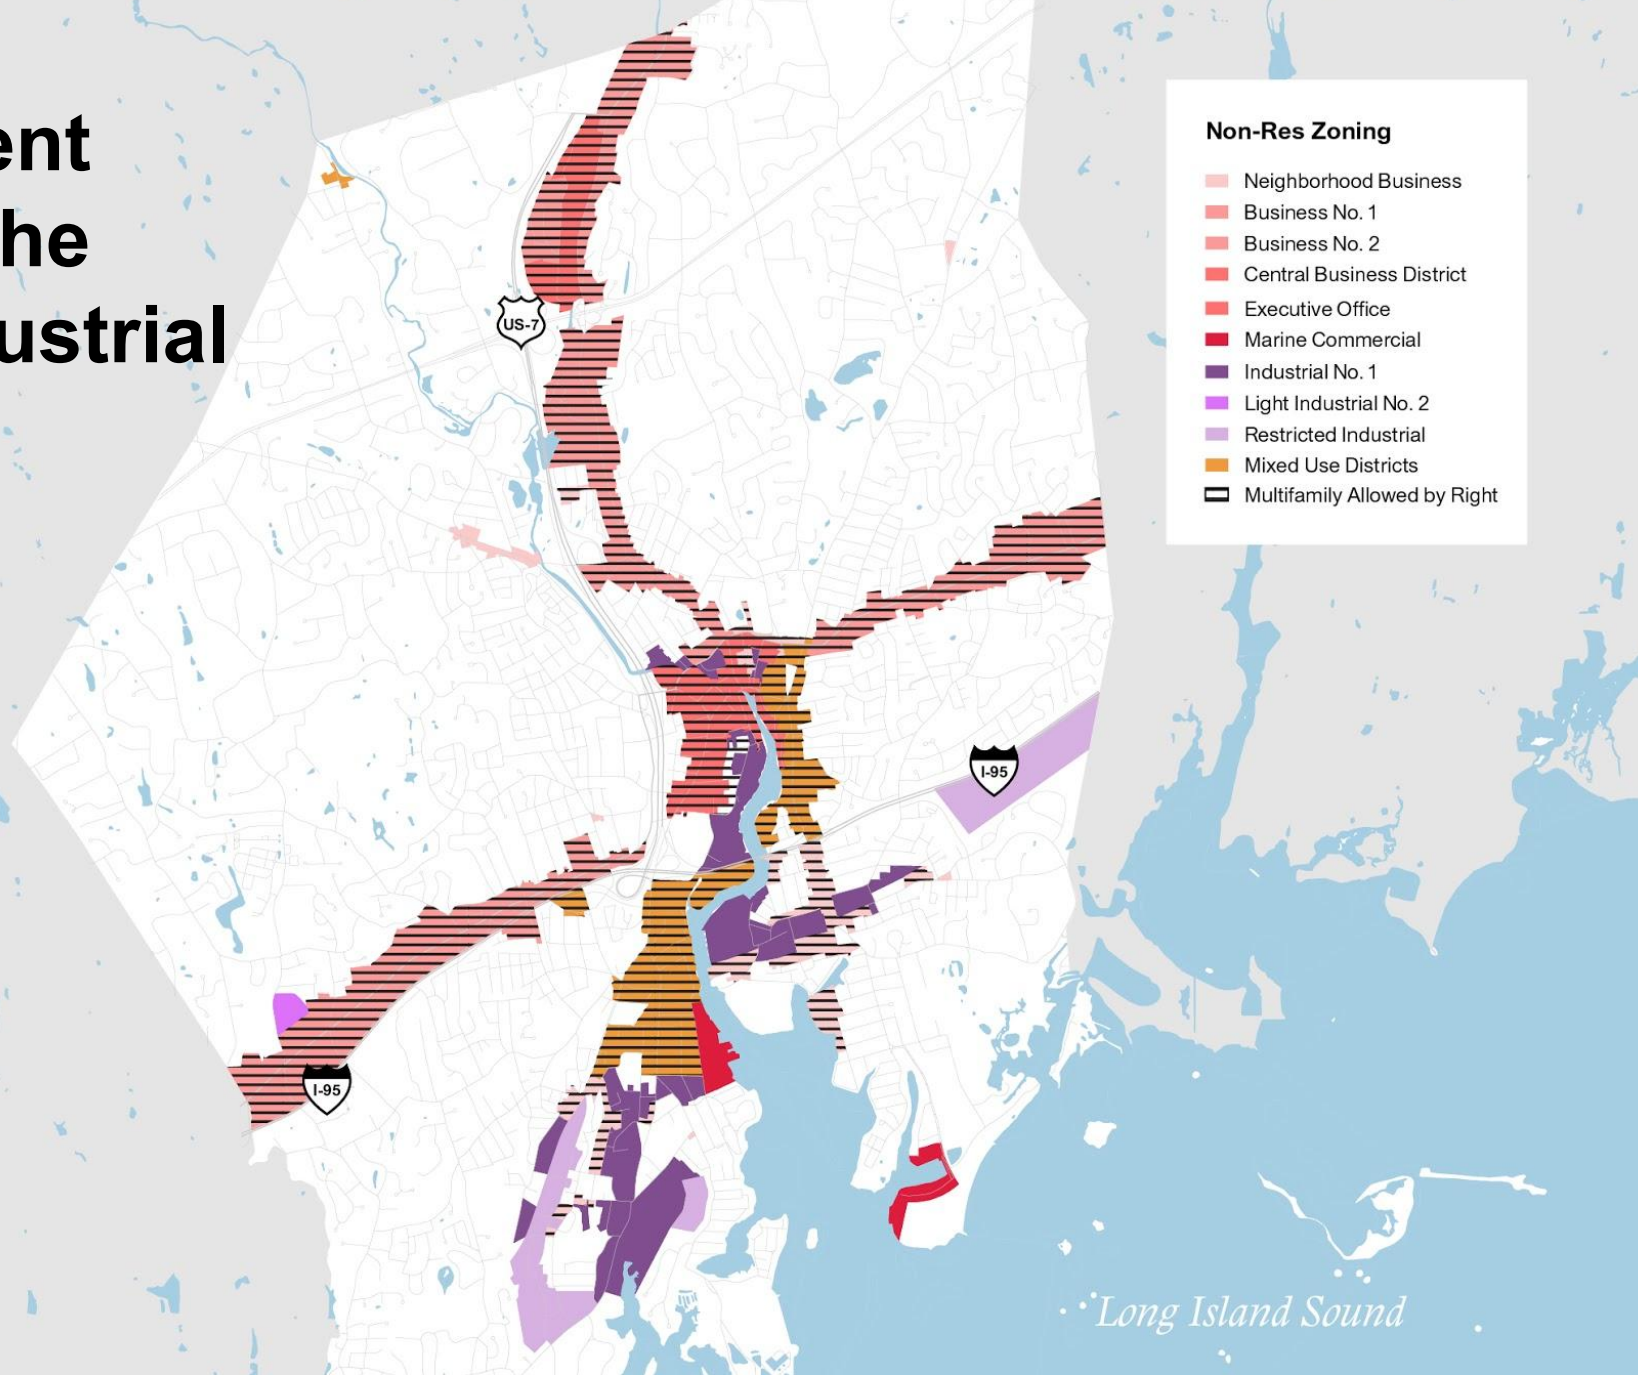 ent
he
ustrial
Non-Res Zoning
Neighborhood Business
Business No. 1
Business No. 2
Central Business District
Executive Office
Marine Commercial
Industrial No. 1
Light Industrial No. 2
Restricted Industrial
Mixed Use Districts
Multifamily Allowed by Right
US-7
I-95
I-95
Long Island Sound